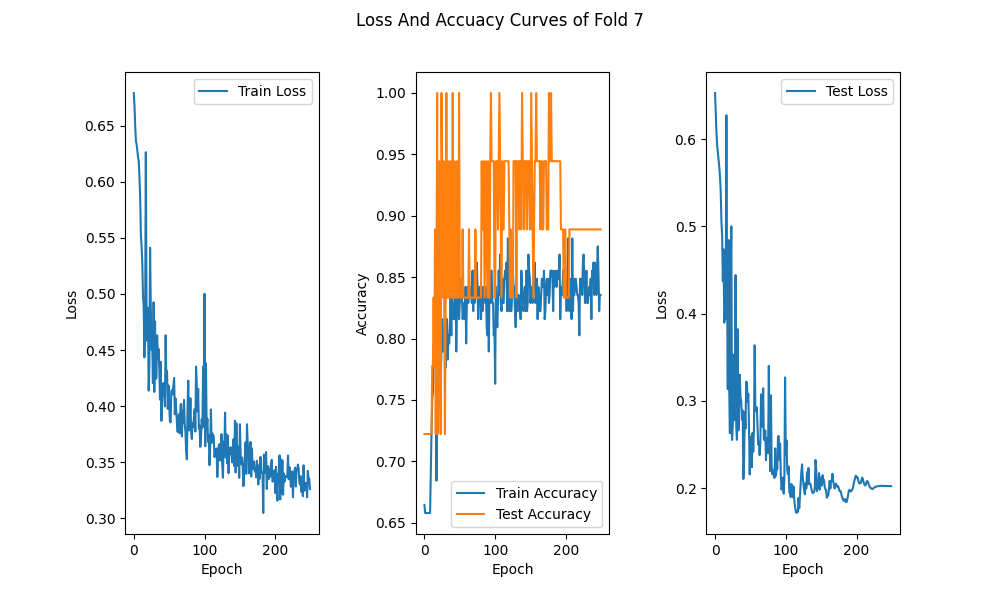 Loss And Accuacy Curves of Fold 7
Train Loss
0.65
0.60
0.55
0.50
0.45
0.40
0.35
0.30
Loss
0
100
200
Epoch
1.00
0.95
0.90
0.85
0.80
0.75
0.70
0.65
Accuracy
Train Accuracy
Test Accuracy
0
100
200
Epoch
Test Loss
0.6
0.5
0.4
0.3
0.2
Loss
0
100
200
Epoch